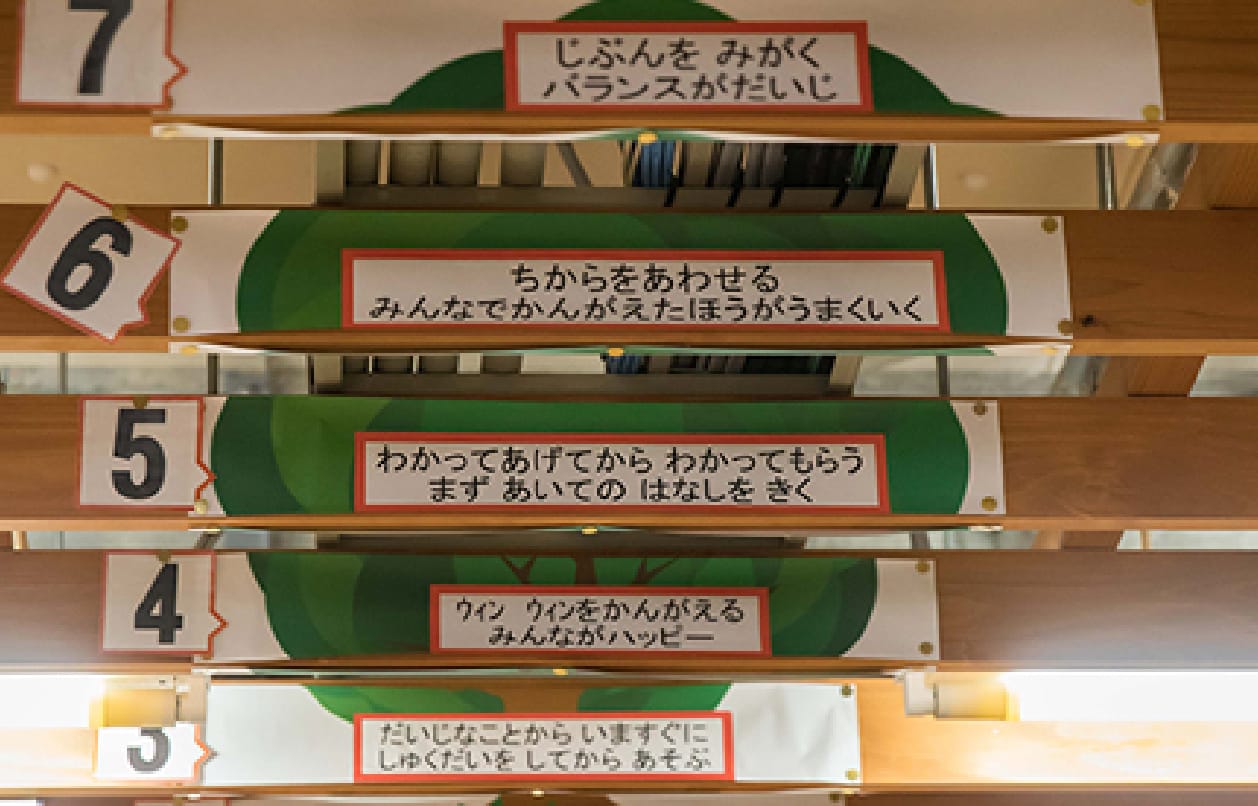 7
じぶんを みがく
バランスがだいじ
6
ちからをあわせる
みんなでかんがえたほうがうまくいく
5
わかってあげてから わかってもらう
まず あいての はなしを きく
4
ウィン ウィンをかんがえる
みんながハッピー
3
だいじなことから いますぐに
しゅくだいを してから あそぶ